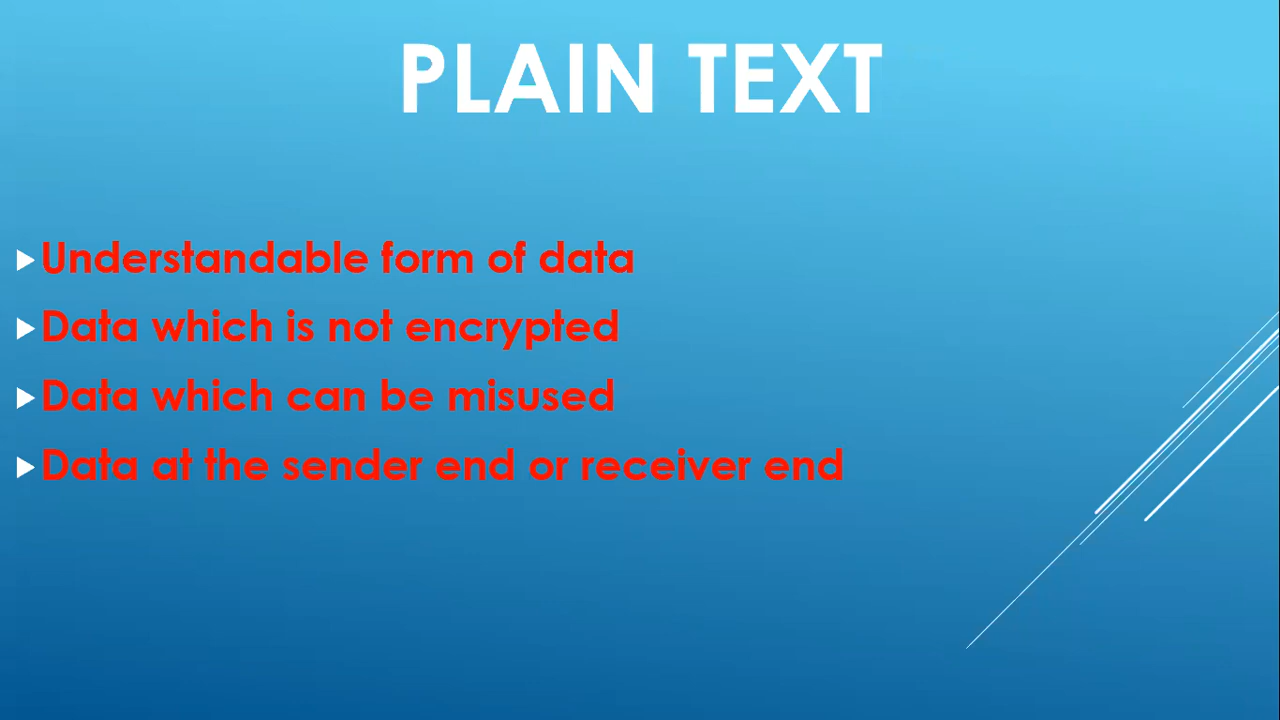 PLAIN TEXT
Understandable form of data
Data which is not encrypted
Data which can be misused
Data at the sender end or receiver end